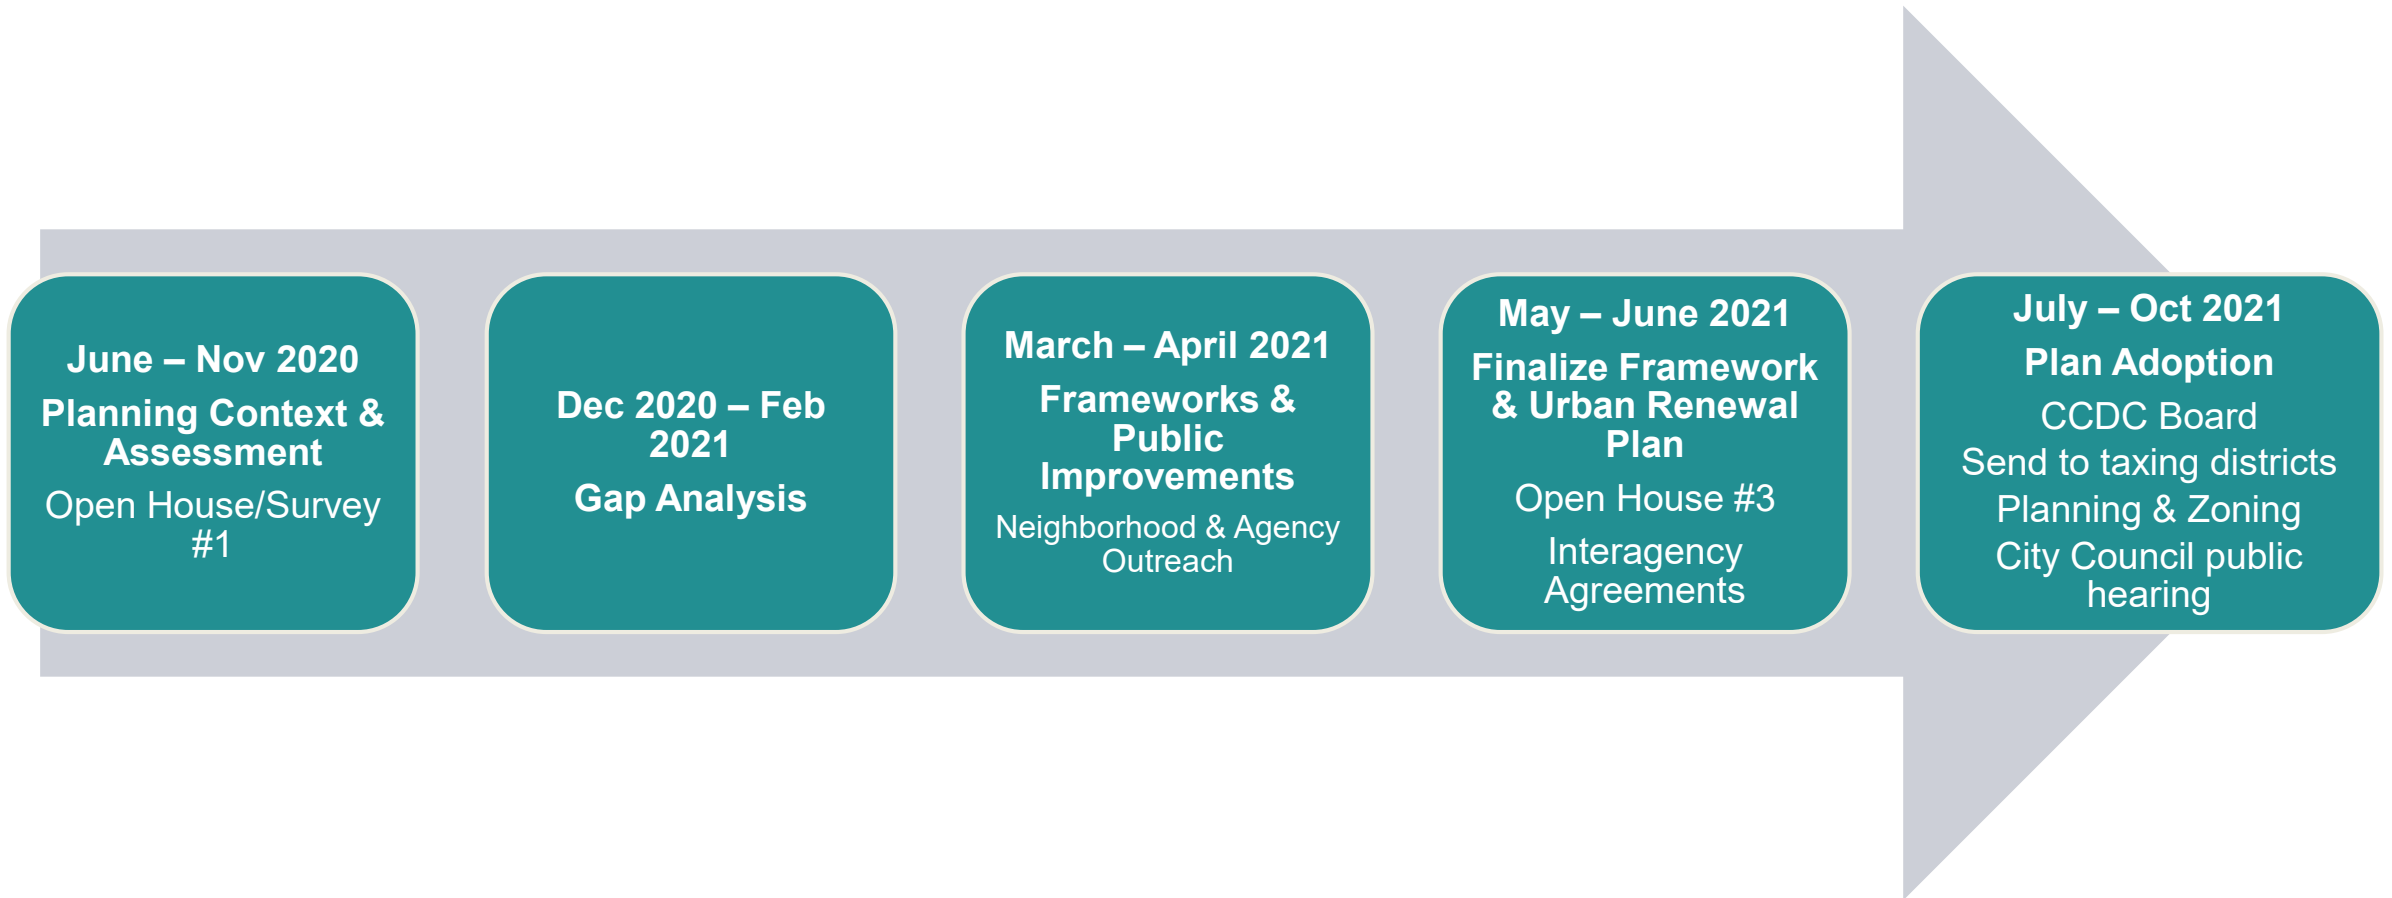 June – Nov 2020
Planning Context &
Assessment
Open House/Survey
#1
Dec 2020 – Feb
2021
Gap Analysis
March – April 2021
Frameworks &
Public
Improvements
Neighborhood & Agency
Outreach
May – June 2021
Finalize Framework
& Urban Renewal
Plan
Open House #3
Interagency
Agreements
July – Oct 2021
Plan Adoption
CCDC Board
Send to taxing districts
Planning & Zoning
City Council public
hearing